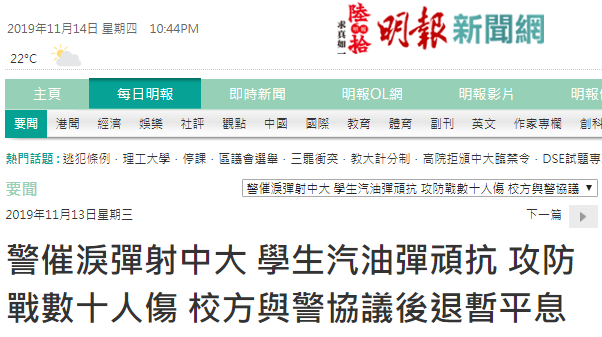 2019年11月14日 星期四 10:44PM
22°C
陸拾
求真如一
明報新聞網
主頁 每日明報 即時新聞 明報OL網 明報影片 明報
要聞 港聞 經濟 娛樂 社評 觀點 中國 國際 教育 體育 副刊 英文 作家專欄 創科
熱門話題: 逃犯條例 · 理工大學 · 停課 · 區議會選舉 · 三罷衝突 · 教大計分制 · 高院拒頒中大臨禁令 · DSE試題專
要聞
警催淚彈射中大 學生汽油彈頑抗 攻防戰數十人傷 校方與警協議
2019年11月13日星期三
下一篇
警催淚彈射中大 學生汽油彈頑抗 攻防
戰數十人傷 校方與警協議後退暫平息